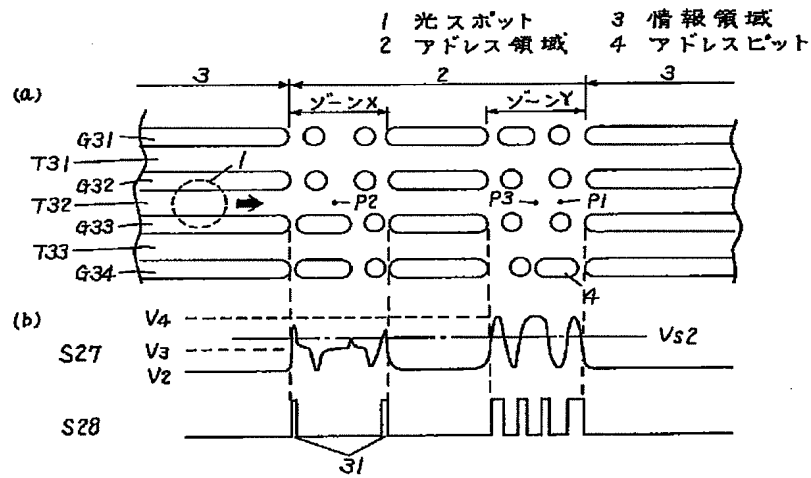 1 光スポット 3 情報領域
2 アドレス領域 4 アドレスピット
(a)
3 2 3
ゾーンX ゾーンY
G31
T31
1
G32
T32
P2 P3 P1
G33
T33
G34
4
(b)
V4
Vs2
S27
V3
V2
S28
31